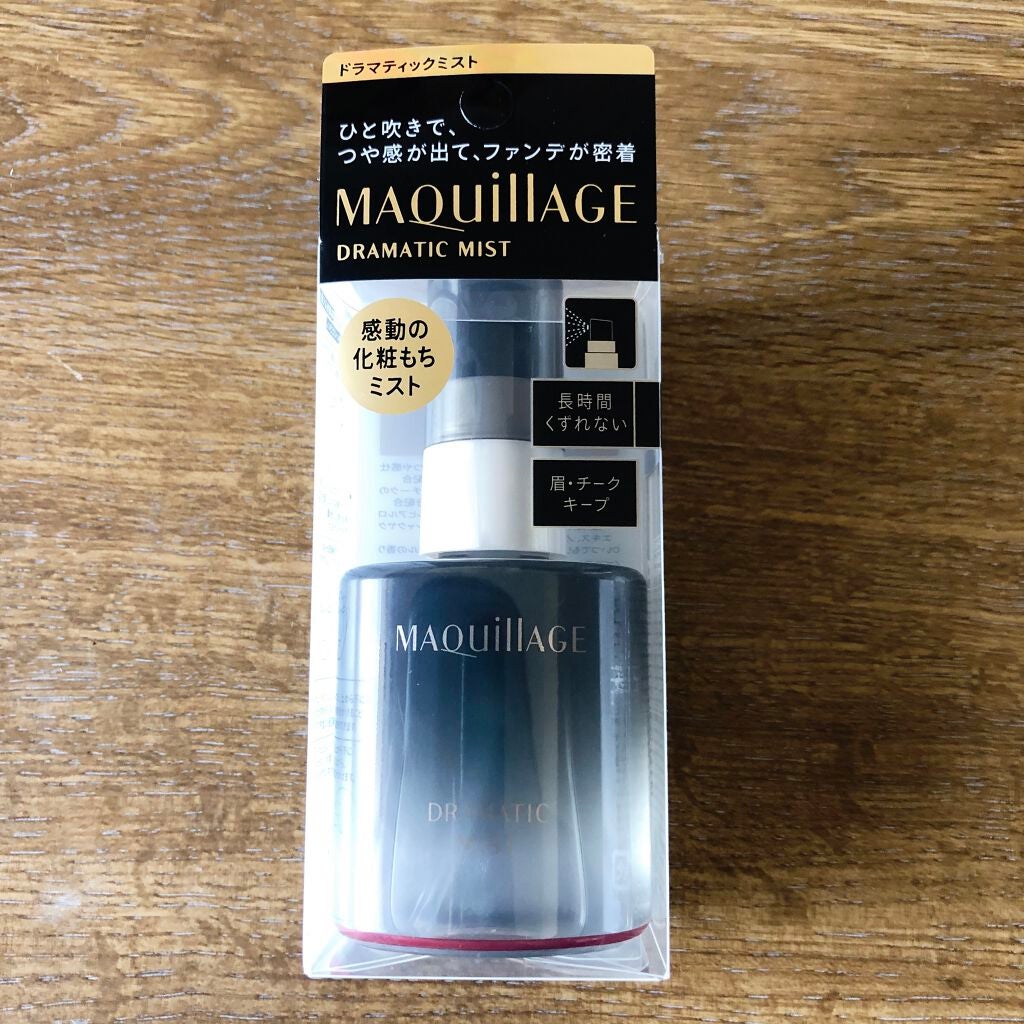 ドラマティックミスト
ひと吹きで、
つや感が出て、ファンデが密着
MAQuillAGE
DRAMATIC MIST
感動の
化粧もち
ミスト
長時間
くずれない
眉・チーク
キープ
MAQuillAGE
DRAMATIC